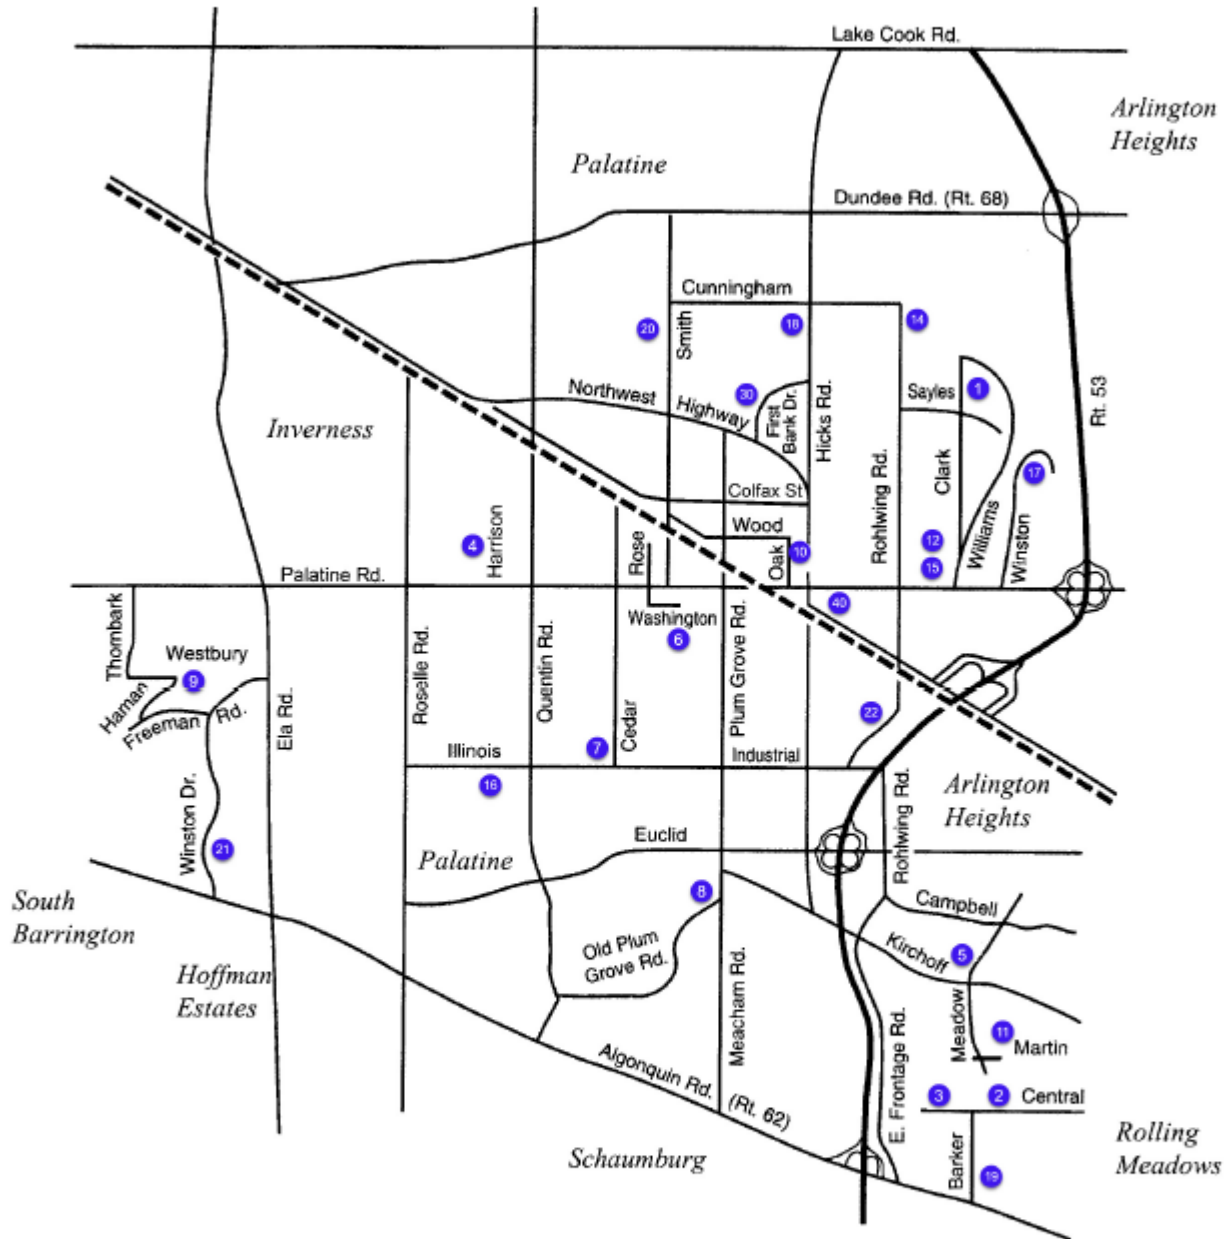 Lake Cook Rd.
Arlington
Heights
Palatine
Dundee Rd. (Rt. 68)
Cunningham
20
Smith
18
14
Northwest
Highway
30
First
Bank Dr.
Hicks Rd.
Sayles
1
Rt. 53
Inverness
Clark
17
Colfax St
Rohlwing Rd.
Williams
Winston
Wood
Oak
10
12
15
4
Harrison
Rose
Palatine Rd.
Thornbark
Westbury
9
Haman
Freeman Rd.
Ela Rd.
Roselle Rd.
Quentin Rd.
Cedar
Washington
6
Plum Grove Rd.
40
22
7
Illinois
Industrial
16
Winston Dr.
21
Palatine
Euclid
Arlington
Heights
Rohlwing Rd.
8
Campbell
Kirchoff
5
South
Barrington
Hoffman
Estates
Old Plum
Grove Rd.
Meacham Rd.
E. Frontage Rd.
Meadow
11
Martin
3
2
Central
Algonquin Rd. (Rt. 62)
Schaumburg
Barker
19
Rolling
Meadows